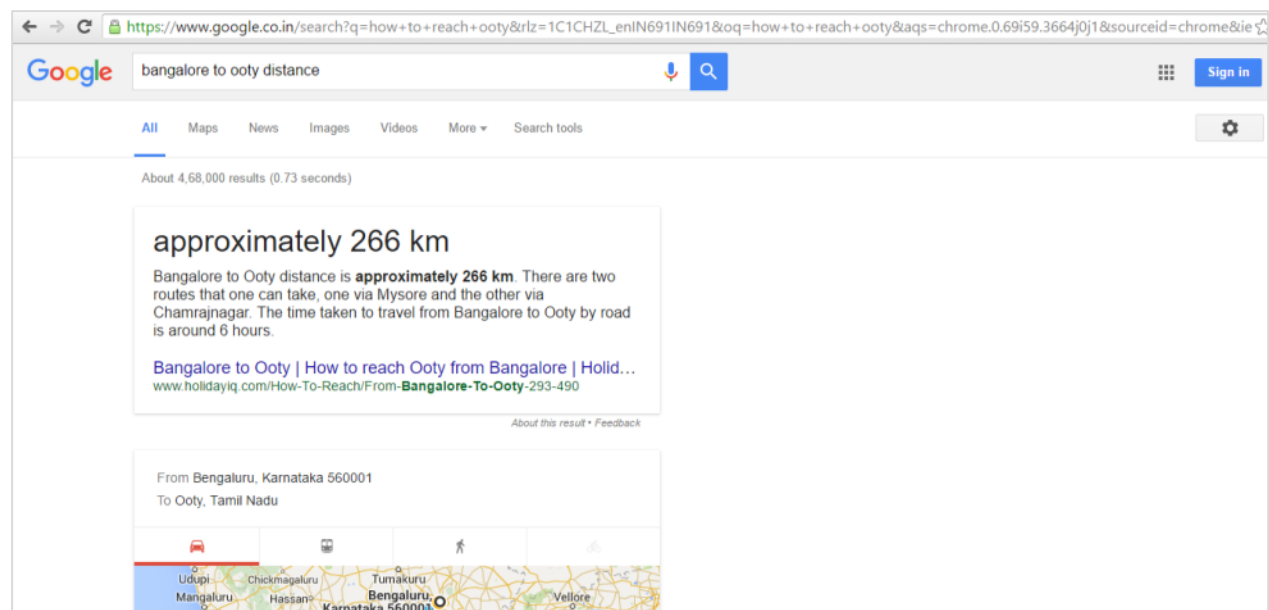 https://www.google.co.in/search?q=how+to+reach+ooty&rlz=1C1CHZL_enIN691IN691&oq=how+to+reach+ooty&aqs=chrome.0.69i59.3664j0j1&sourceid=chrome&ie
Google
bangalore to ooty distance
Sign in
All Maps News Images Videos More Search tools
About 4,68,000 results (0.73 seconds)
approximately 266 km
Bangalore to Ooty distance is approximately 266 km. There are two
routes that one can take, one via Mysore and the other via
Chamrajnagar. The time taken to travel from Bangalore to Ooty by road
is around 6 hours.
Bangalore to Ooty | How to reach Ooty from Bangalore | Holid...
www.holidayiq.com/How-To-Reach/From-Bangalore-To-Ooty-293-490
About this result • Feedback
From Bengaluru, Karnataka 560001
To Ooty, Tamil Nadu
Udupi Chickmagaluru Tumakuru
Mangaluru Hassan Bengaluru, Vellore
Karnataka 560001